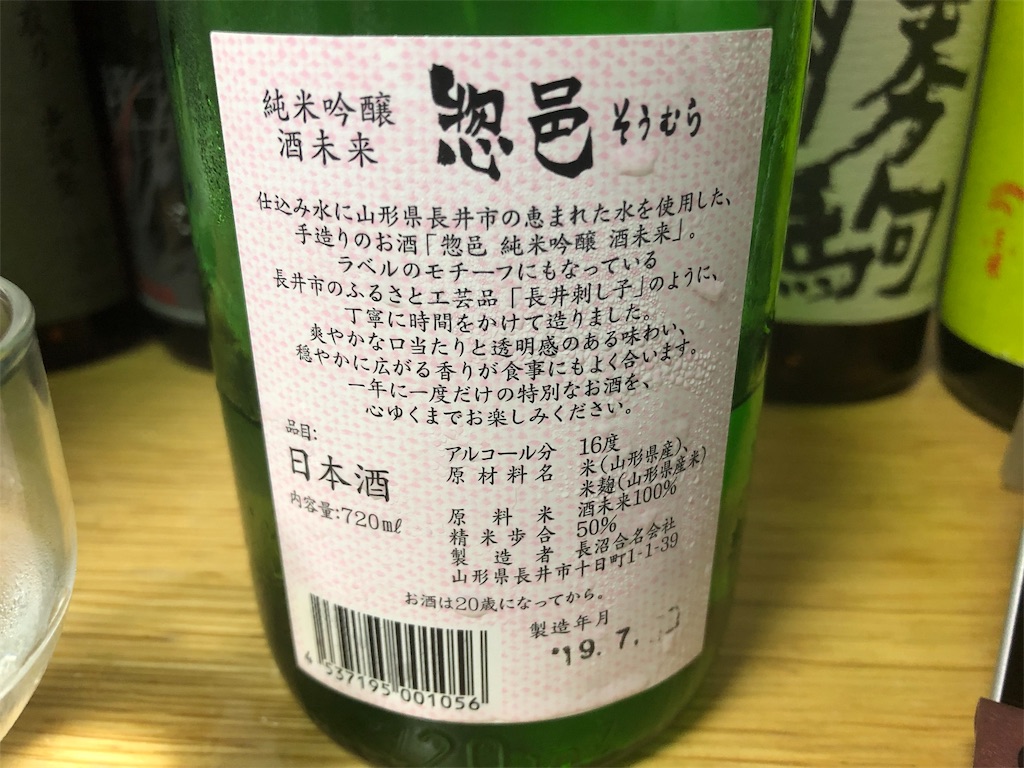 純米吟醸
酒未来
惣邑 そうむら
仕込み水に山形県長井市の恵まれた水を使用した、
手造りのお酒「惣邑 純米吟醸 酒未来」。
ラベルのモチーフにもなっている
長井市のふるさと工芸品「長井刺し子」のように、
丁寧に時間をかけて造りました。
爽やかな口当たりと透明感のある味わい、
穏やかに広がる香りが食事にもよく合います。
一年に一度だけの特別なお酒を、
心ゆくまでお楽しみください。
品目:
日本酒
内容量:720㎖
アルコール分 16度
原材料名 米(山形県産)、
米麹(山形県産米)
原料米 酒未来100%
精米歩合 50%
製造者 長沼合名会社
山形県長井市十日町1-1-39
お酒は20歳になってから。
製造年月
'19.7.
4 537195 001056